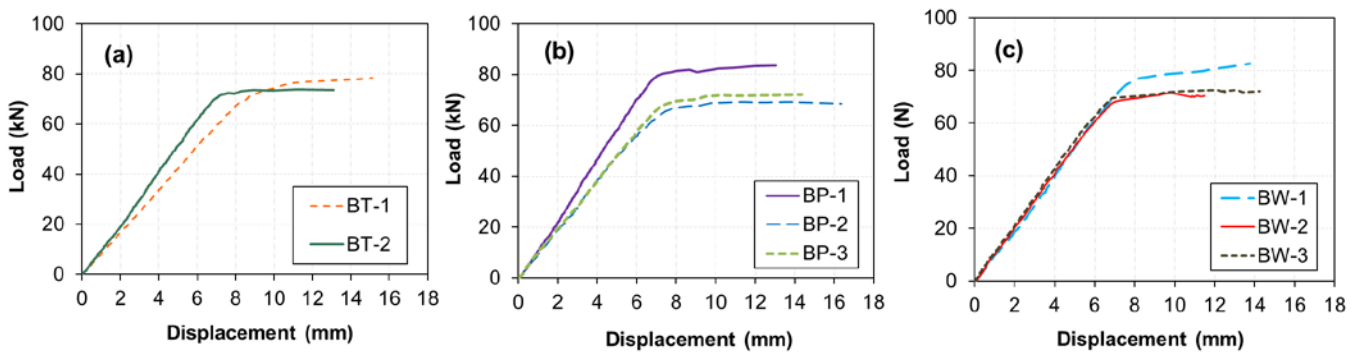 (a)
Load (kN)
100
80
60
40
20
0
BT-1
BT-2
0 2 4 6 8 10 12 14 16 18
Displacement (mm)
(b)
Load (kN)
100
80
60
40
20
0
BP-1
BP-2
BP-3
0 2 4 6 8 10 12 14 16 18
Displacement (mm)
(c)
Load (N)
100
80
60
40
20
0
BW-1
BW-2
BW-3
0 2 4 6 8 10 12 14 16 18
Displacement (mm)